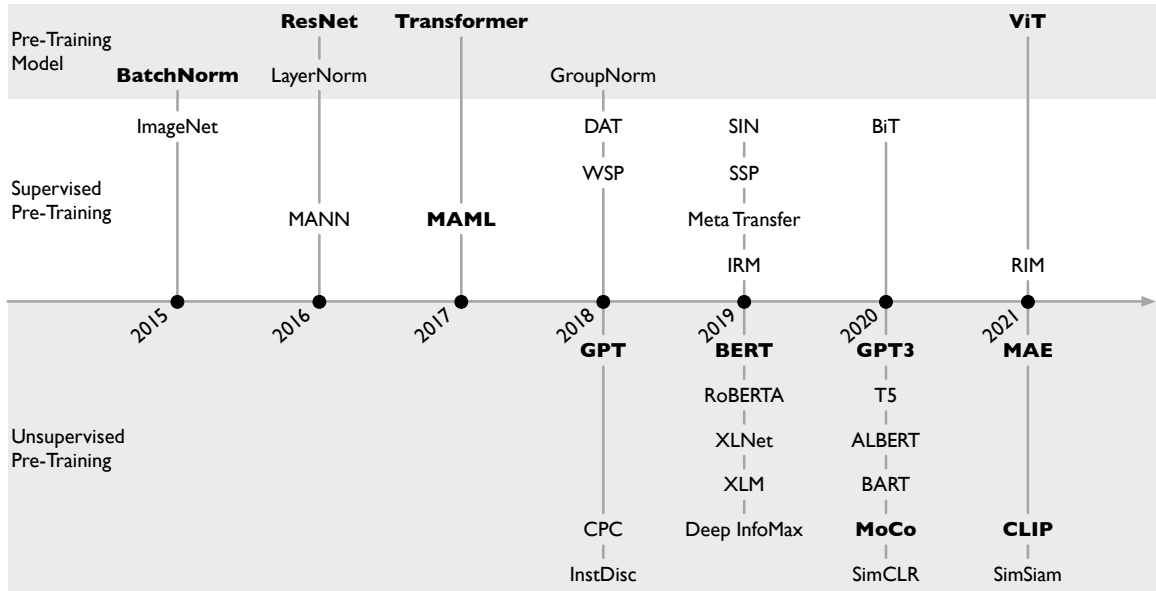 ResNet
Transformer
ViT
Pre-Training
Model
BatchNorm
LayerNorm
GroupNorm
ImageNet
DAT
SIN
BiT
WSP
SSP
Supervised
Pre-Training
MANN
MAML
Meta Transfer
IRM
RIM
2015
2016
2017
2018
2019
2020
2021
GPT
BERT
GPT3
MAE
RoBERTA
T5
Unsupervised
Pre-Training
XLNet
ALBERT
XLM
BART
CPC
Deep InfoMax
MoCo
CLIP
InstDisc
SimCLR
SimSiam